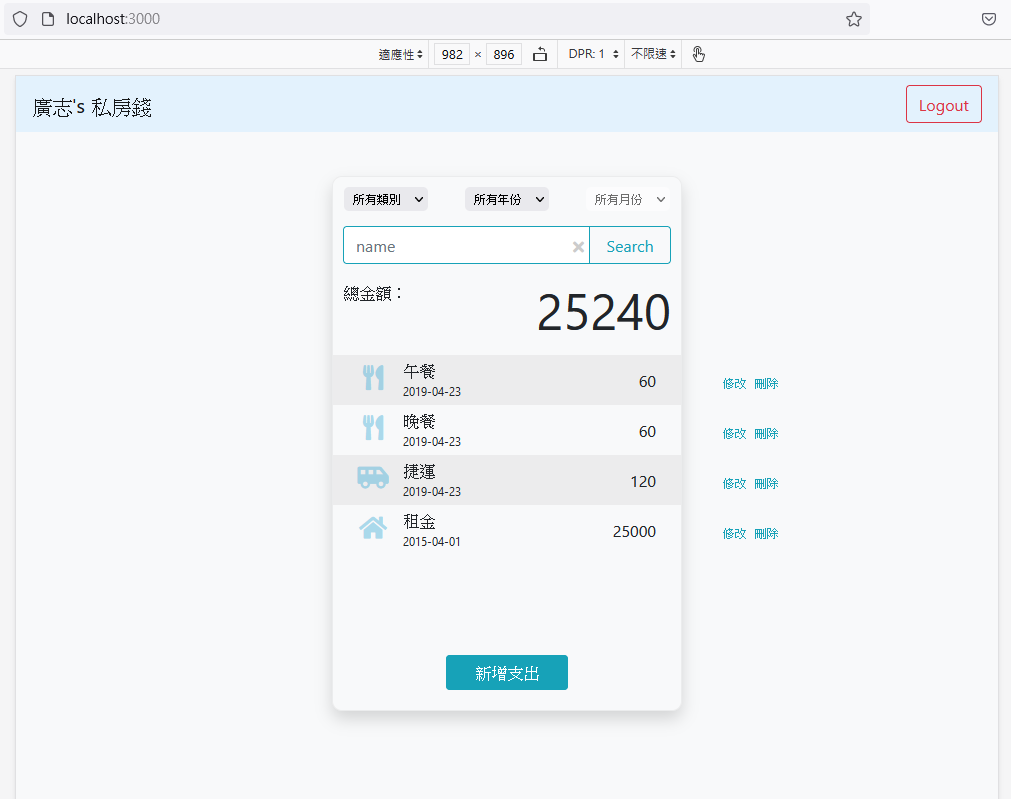 localhost:3000
適應性 982 × 896 DPR: 1 不限速
廣志's 私房錢 Logout
所有類別 所有年份 所有月份
name Search
總金額：
25240
午餐
2019-04-23
60
修改 刪除
晚餐
2019-04-23
60
修改 刪除
捷運
2019-04-23
120
修改 刪除
租金
2015-04-01
25000
修改 刪除
新增支出